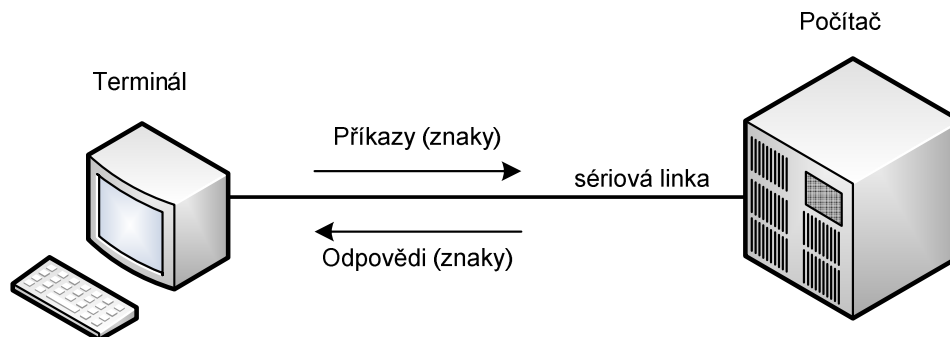 Počítač
Terminál
Příkazy (znaky)
sériová linka
Odpovědi (znaky)